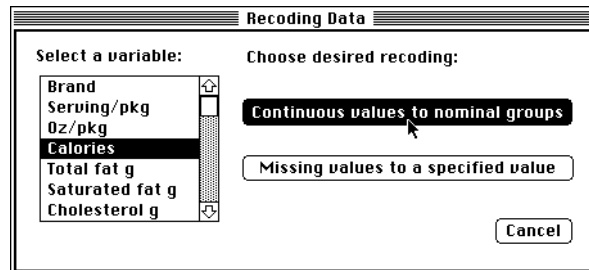 Recoding Data
Select a variable:
Brand
Serving/pkg
Oz/pkg
Calories
Total fat g
Saturated fat g
Cholesterol g
Choose desired recoding:
Continuous values to nominal groups
Missing values to a specified value
Cancel